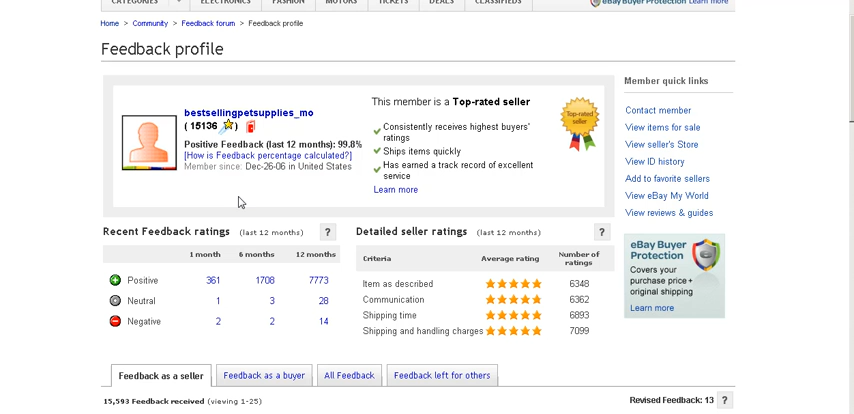 CATEGORIES ELECTRONICS FASHION MOTORS TICKETS DEALS CLASSIFIEDS eBay Buyer Protection Learn more
Home > Community > Feedback forum > Feedback profile
Feedback profile
bestsellingpetsupplies_mo
( 15136 )
Positive Feedback (last 12 months): 99.8%
[How is Feedback percentage calculated?]
Member since: Dec-26-06 in United States
This member is a Top-rated seller
Consistently receives highest buyers'
ratings
Ships items quickly
Has earned a track record of excellent
service
Learn more
Top-rated
seller
Member quick links
Contact member
View items for sale
View seller's Store
View ID history
Add to favorite sellers
View eBay My World
View reviews & guides
eBay Buyer
Protection
Covers your
purchase price +
original shipping
Learn more
Recent Feedback ratings (last 12 months) ?
1 month 6 months 12 months
Positive 361 1708 7773
Neutral 1 3 28
Negative 2 2 14
Detailed seller ratings (last 12 months) ?
Criteria Average rating Number of
ratings
Item as described 6348
Communication 6362
Shipping time 6893
Shipping and handling charges 7099
Feedback as a seller Feedback as a buyer All Feedback Feedback left for others
15,593 Feedback received (viewing 1-25) Revised Feedback: 13 ?